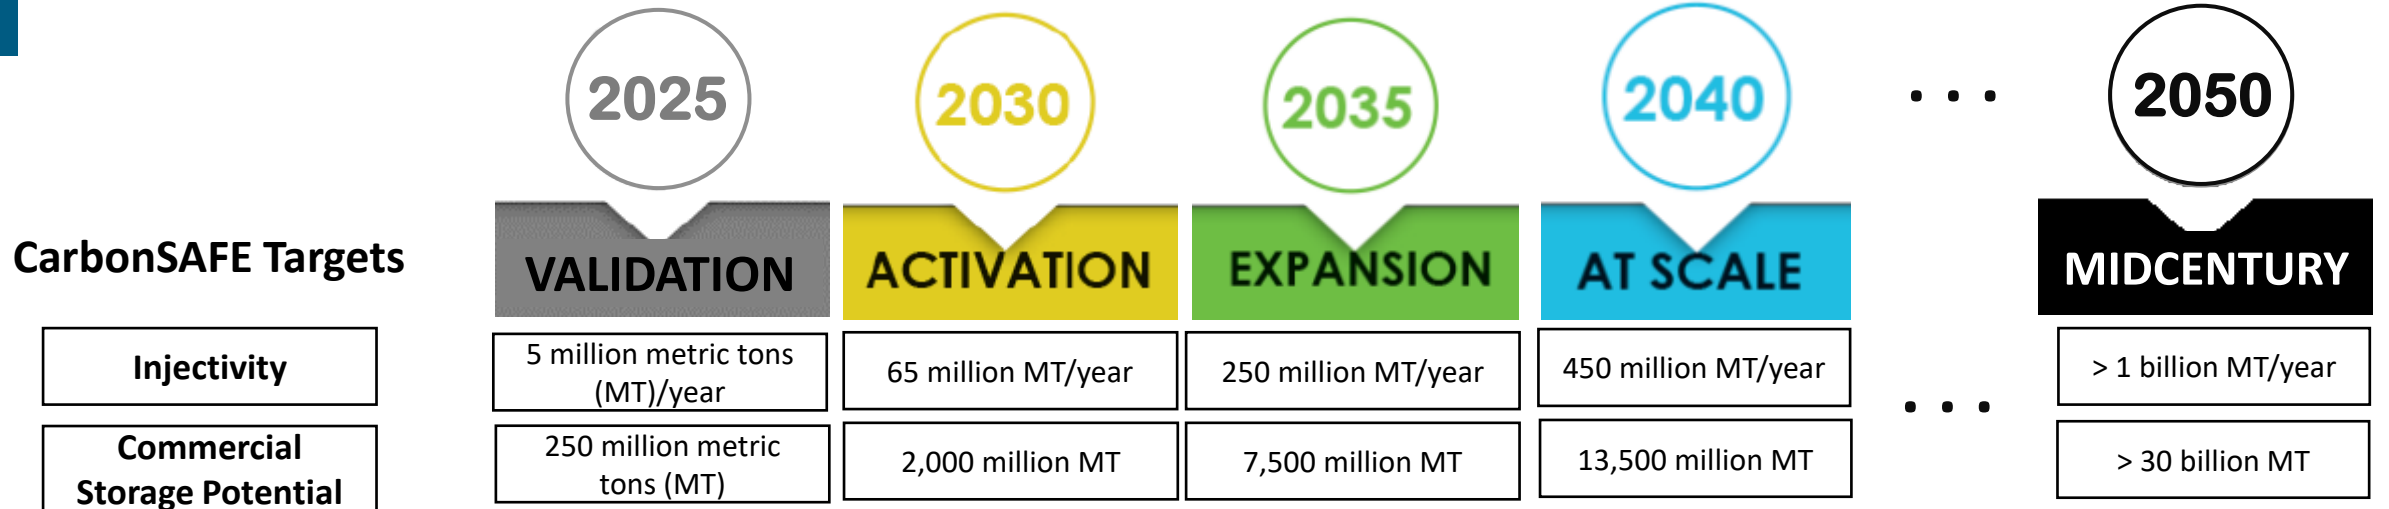 2025
2030
2035
2040
. . .
2050
CarbonSAFE Targets
VALIDATION
ACTIVATION
EXPANSION
AT SCALE
MIDCENTURY
Injectivity
5 million metric tons
(MT)/year
65 million MT/year
250 million MT/year
450 million MT/year
. . .
> 1 billion MT/year
Commercial
Storage Potential
250 million metric
tons (MT)
2,000 million MT
7,500 million MT
13,500 million MT
> 30 billion MT